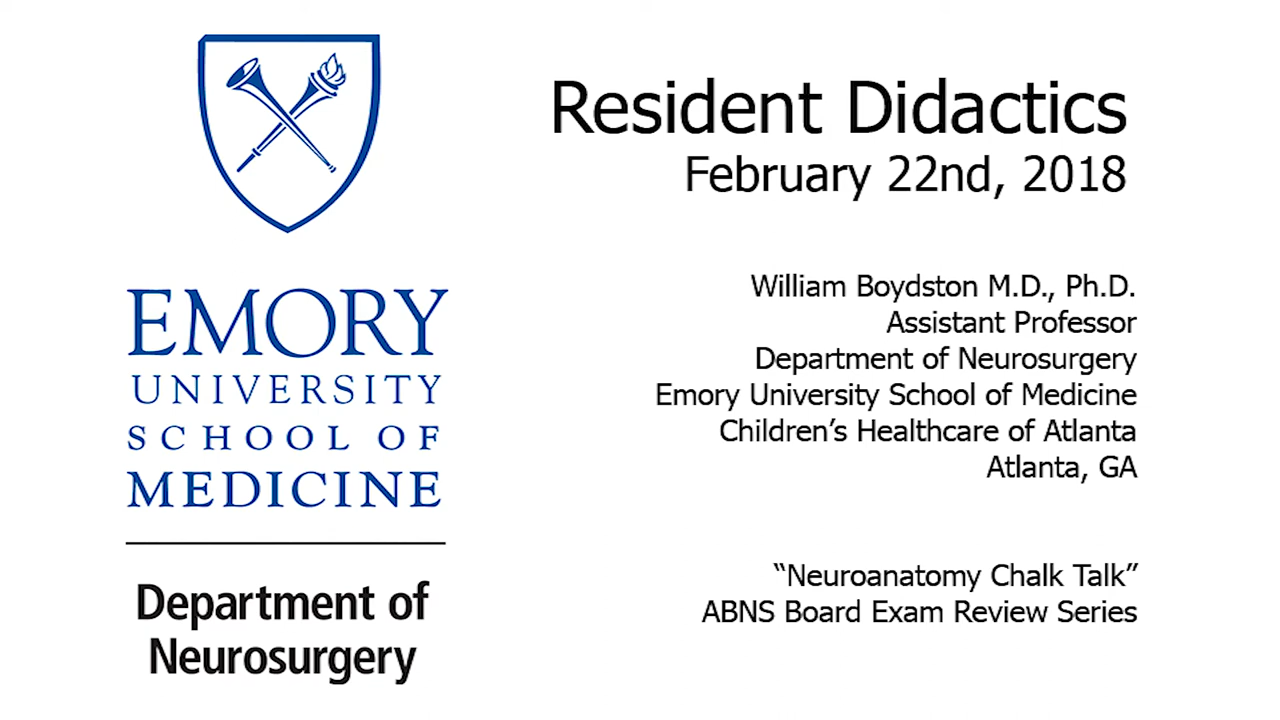 EMORY
UNIVERSITY
SCHOOL OF
MEDICINE
Department of
Neurosurgery
Resident Didactics
February 22nd, 2018
William Boydston M.D., Ph.D.
Assistant Professor
Department of Neurosurgery
Emory University School of Medicine
Children’s Healthcare of Atlanta
Atlanta, GA
“Neuroanatomy Chalk Talk”
ABNS Board Exam Review Series